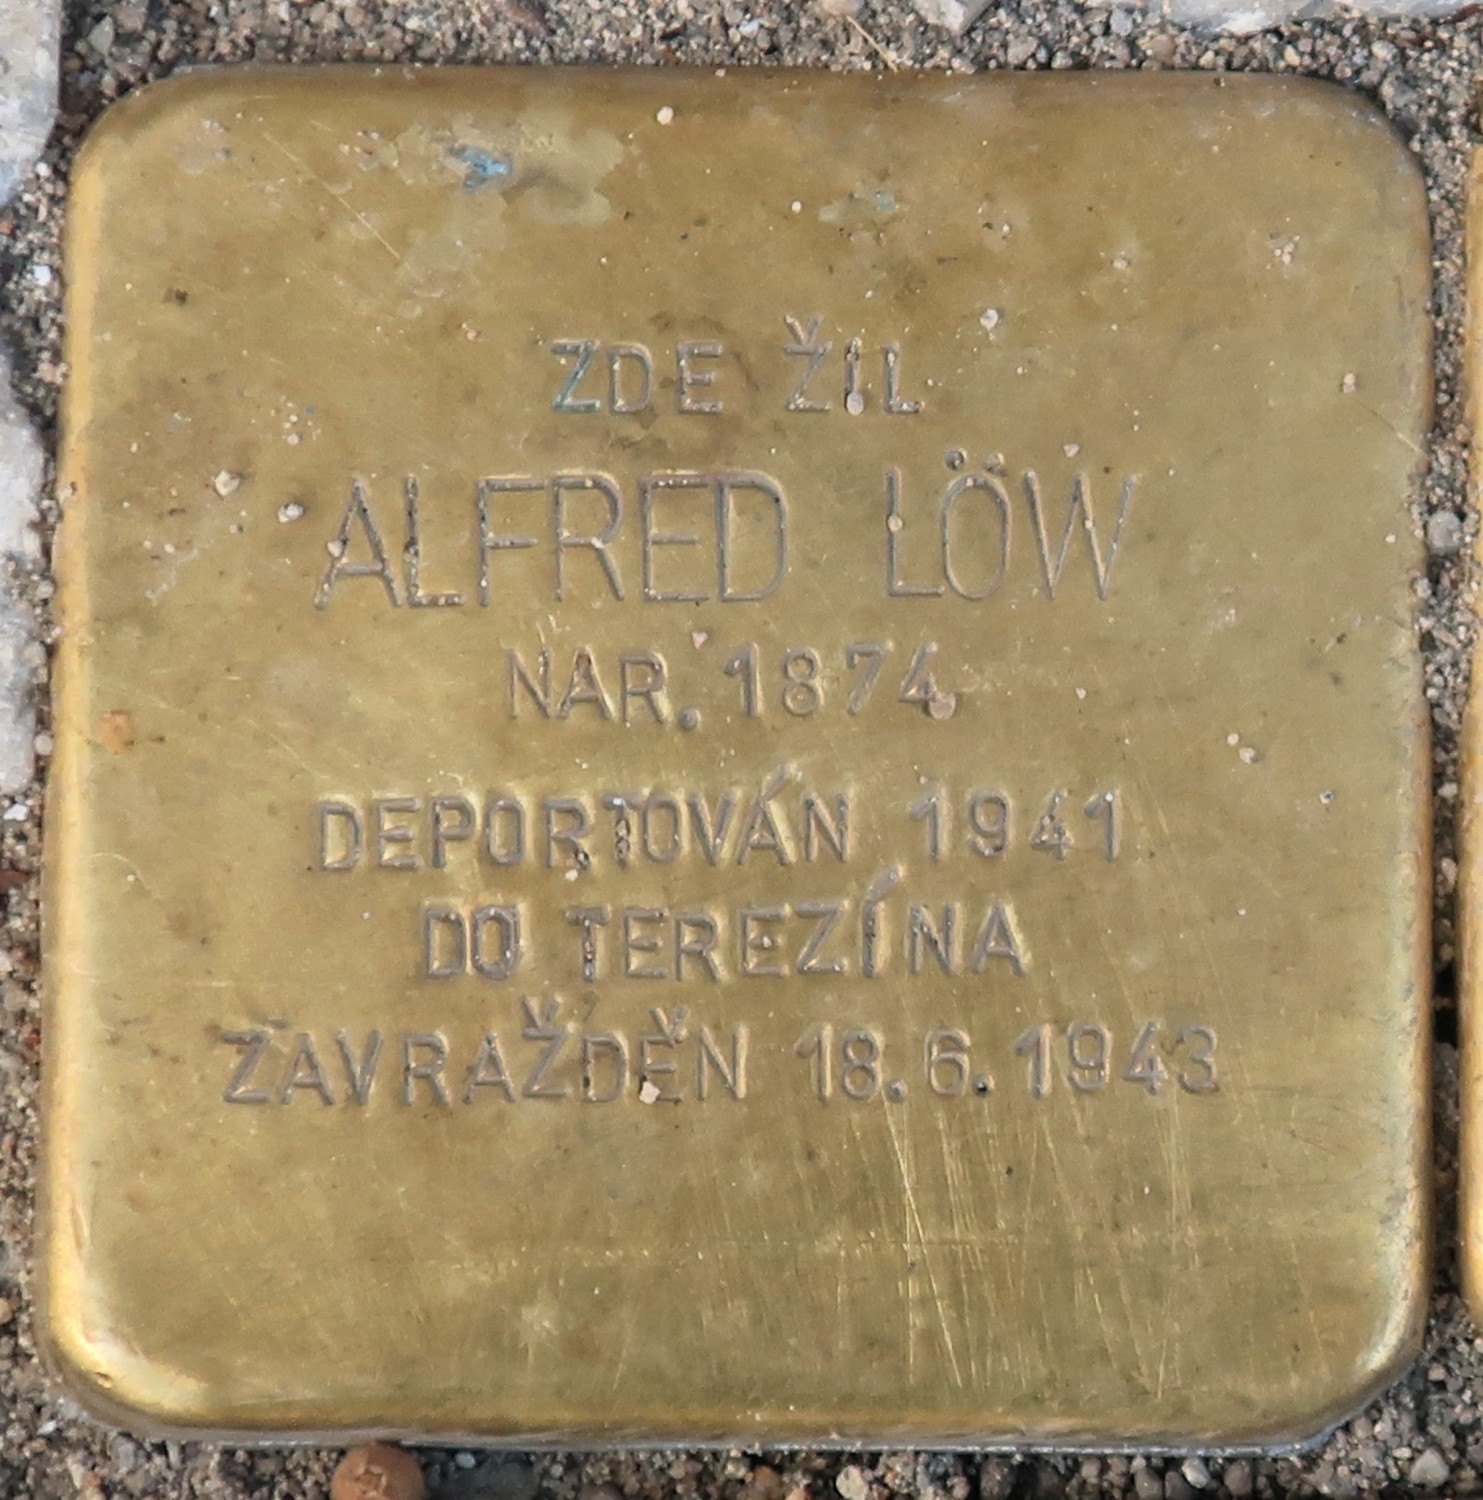 ZDE ŽIL
ALFRED LÖW
NAR. 1874
DEPORTOVÁN 1941
DO TEREZÍNA
ZAVRAŽDĚN 18.6.1943